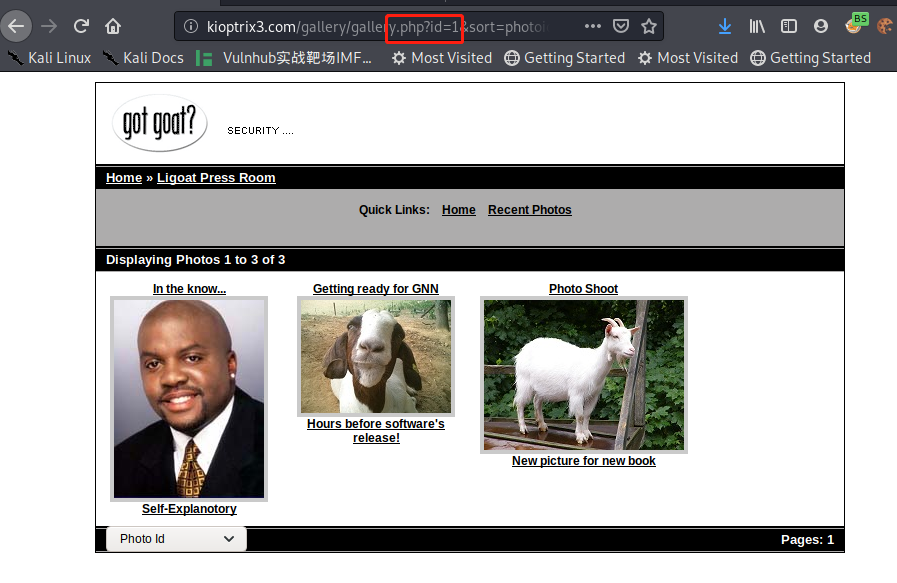 kioptrix3.com/gallery/gallery.php?id=1&sort=photoid
BS
Kali Linux Kali Docs Vulnhub实战靶场IMF... Most Visited Getting Started Most Visited Getting Started
got goat?
SECURITY ....
Home » Ligoat Press Room
Quick Links: Home Recent Photos
Displaying Photos 1 to 3 of 3
In the know... Getting ready for GNN Photo Shoot
Hours before software's
release!
New picture for new book
Self-Explanotory
Photo Id Pages: 1